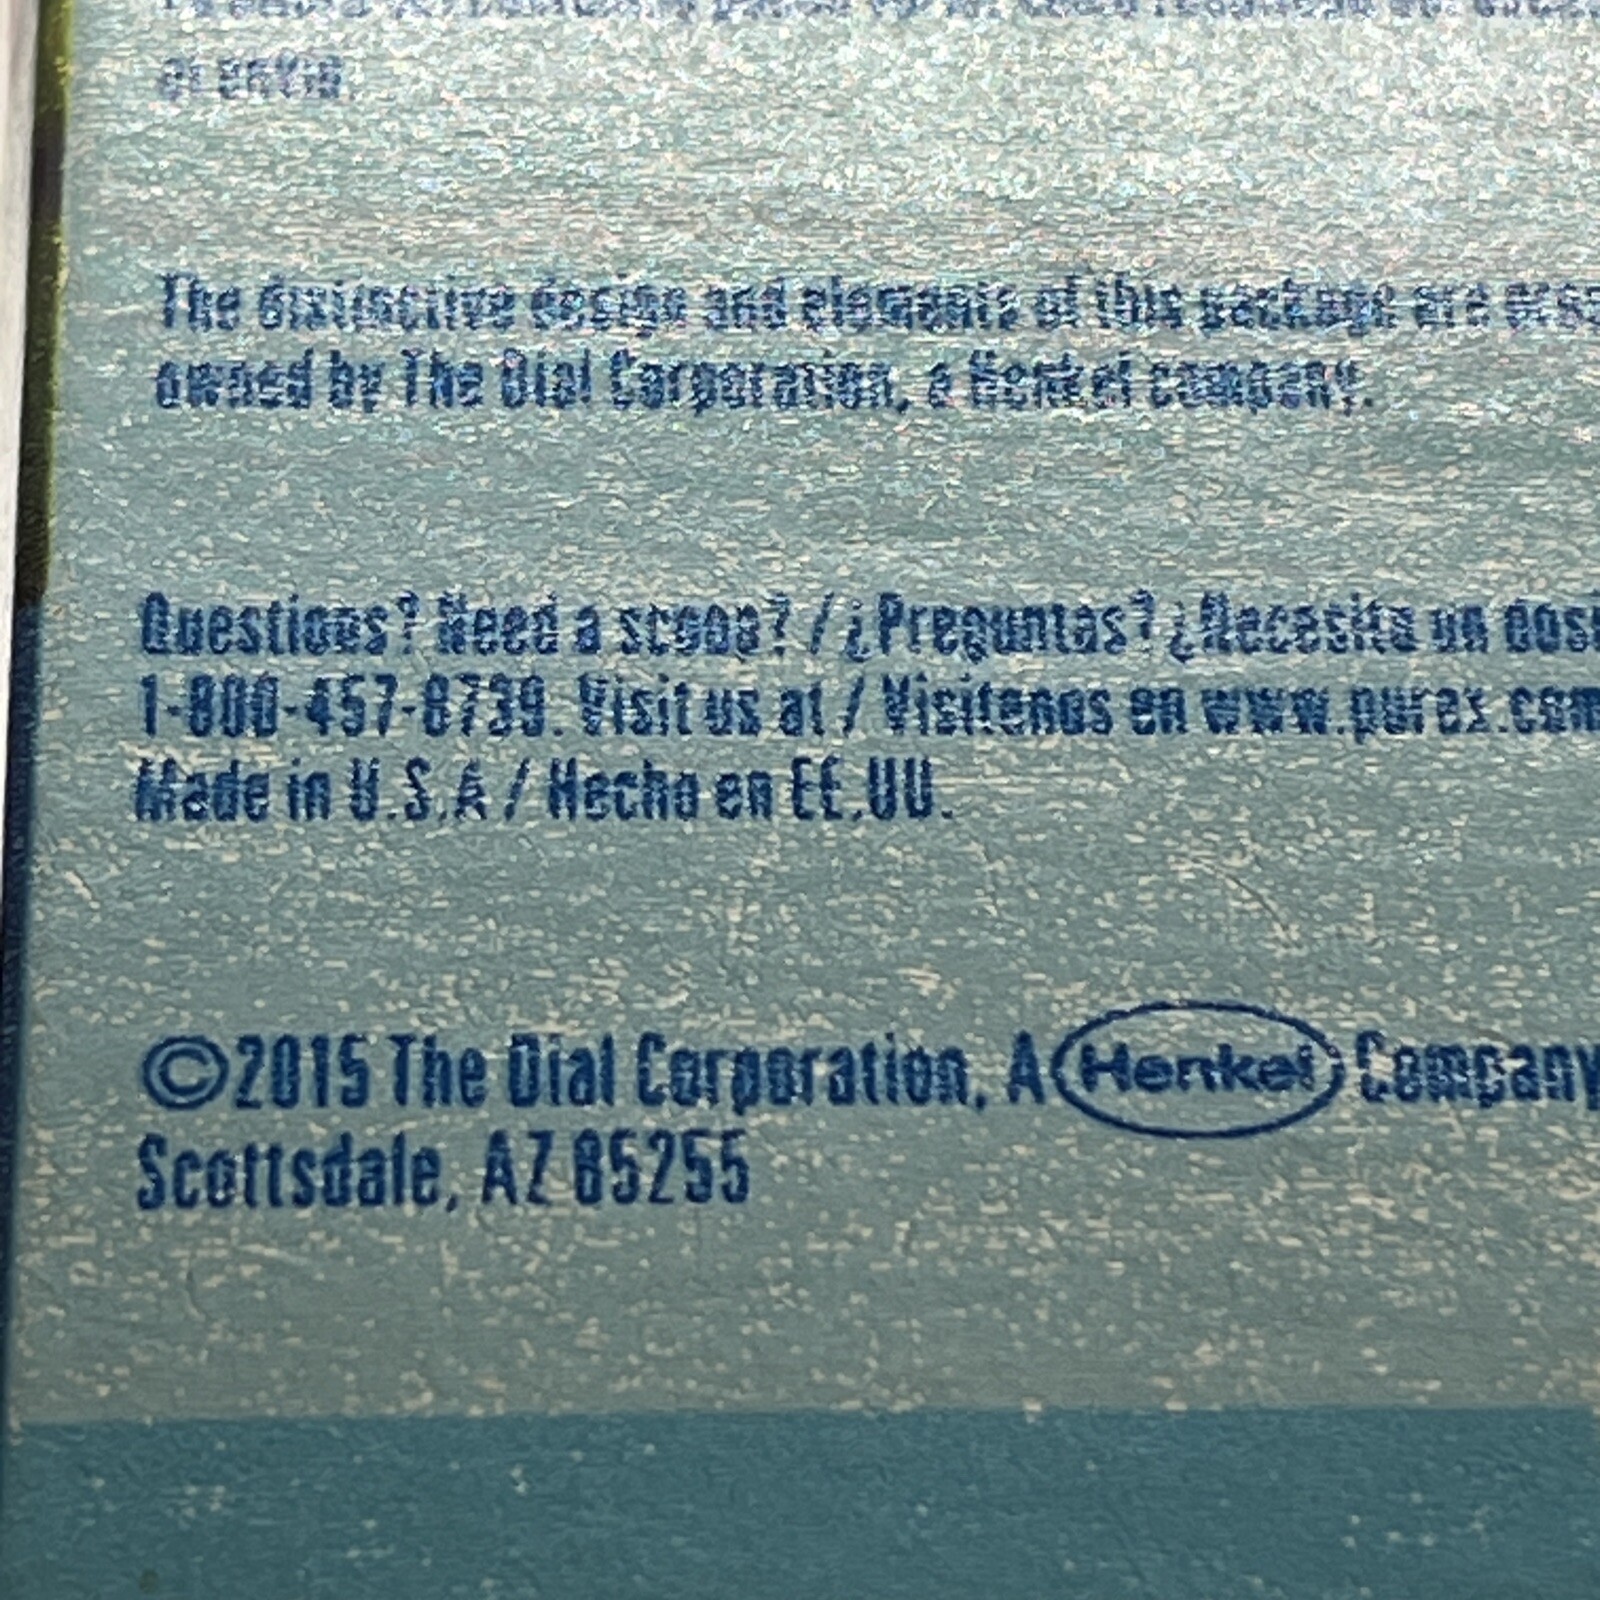 The distinctive design and elements of this package are
owned by The Dial Corporation, a Henkel company.
Questions? Need a scoop? / ¿Preguntas? ¿Necesita un dosi
1-800-457-8739. Visit us at / Visítenos en www.purex.com
Made in U.S.A / Hecho en EE.UU.
©2015 The Dial Corporation, A Henkel Company
Scottsdale, AZ 85255